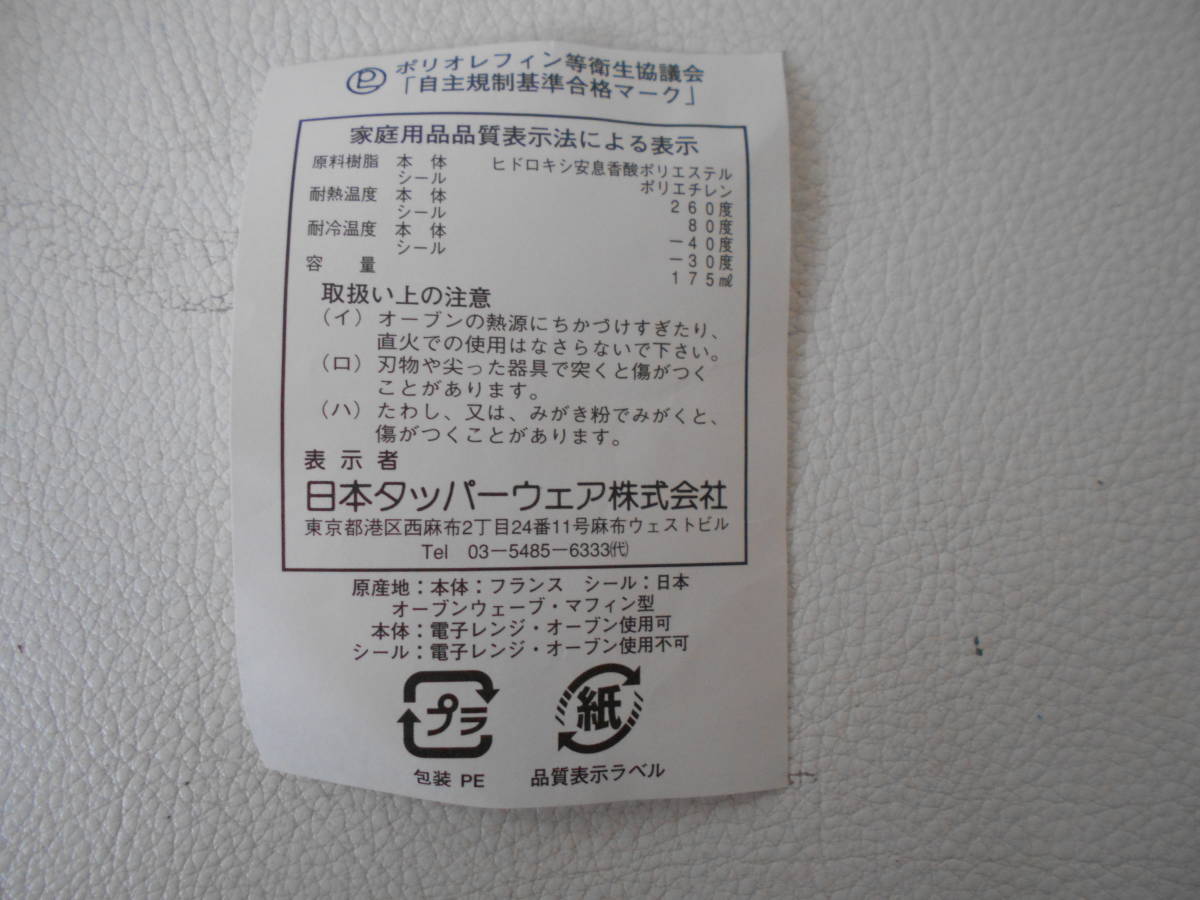 ポリオレフィン等衛生協議会
「自主規制基準合格マーク」
家庭用品品質表示法による表示
原料樹脂 本 体 ヒドロキシ安息香酸ポリエステル
シール ポリエチレン
耐熱温度 本 体 260度
シール 80度
耐冷温度 本 体 −40度
シール −30度
容 量 175㎖
取扱い上の注意
(イ) オーブンの熱源にちかづけすぎたり、
直火での使用はなさらないで下さい。
(ロ) 刃物や尖った器具で突くと傷がつく
ことがあります。
(ハ) たわし、又は、みがき粉でみがくと、
傷がつくことがあります。
表 示 者
日本タッパーウェア株式会社
東京都港区西麻布2丁目24番11号麻布ウェストビル
Tel 03−5485−6333㈹
原産地：本体：フランス シール：日本
オーブンウェーブ・マフィン型
本体：電子レンジ・オーブン使用可
シール：電子レンジ・オーブン使用不可
プラ 紙
包装 PE 品質表示ラベル